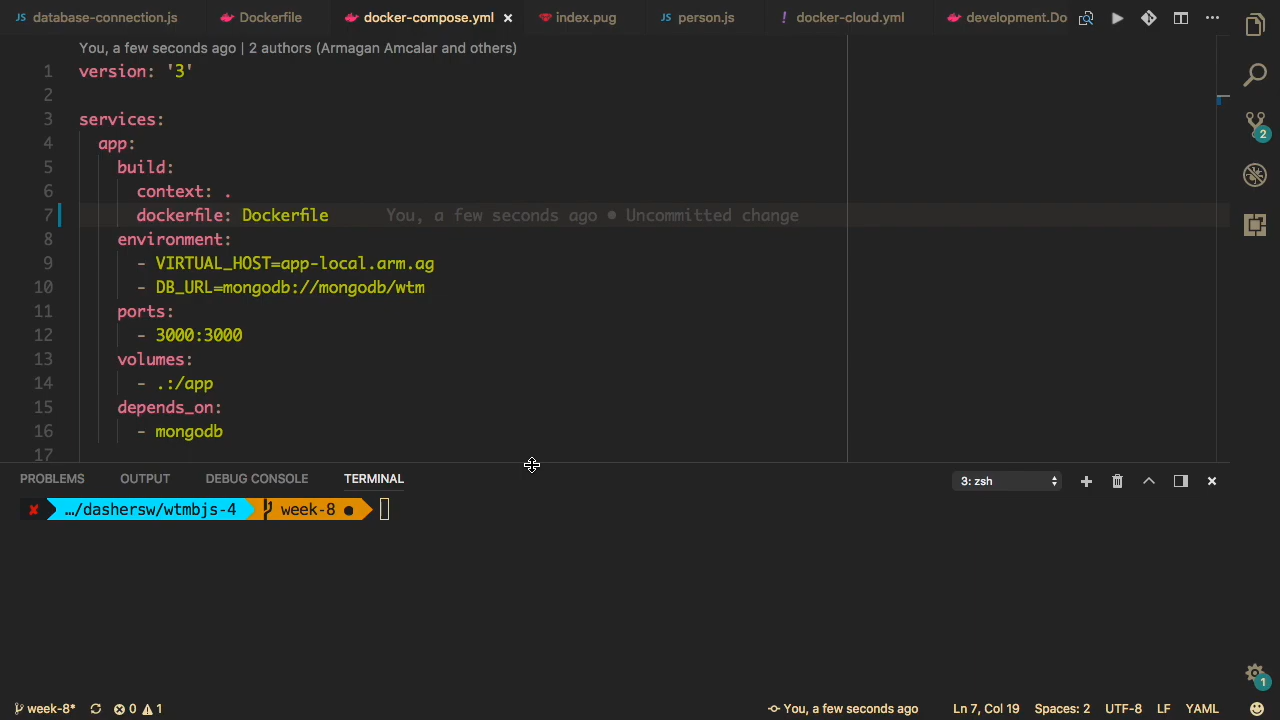 database-connection.js Dockerfile docker-compose.yml index.pug person.js docker-cloud.yml development.Do
You, a few seconds ago | 2 authors (Armagan Amcalar and others)
1 version: '3'
2
3 services:
4 app:
5 build:
6 context: .
7 dockerfile: Dockerfile You, a few seconds ago • Uncommitted change
8 environment:
9 - VIRTUAL_HOST=app-local.arm.ag
10 - DB_URL=mongodb://mongodb/wtm
11 ports:
12 - 3000:3000
13 volumes:
14 - .:/app
15 depends_on:
16 - mongodb
17
2
PROBLEMS OUTPUT DEBUG CONSOLE TERMINAL 3: zsh
✘ …/dashersw/wtmbjs-4 week-8 ●
1
week-8* 0 1 You, a few seconds ago Ln 7, Col 19 Spaces: 2 UTF-8 LF YAML